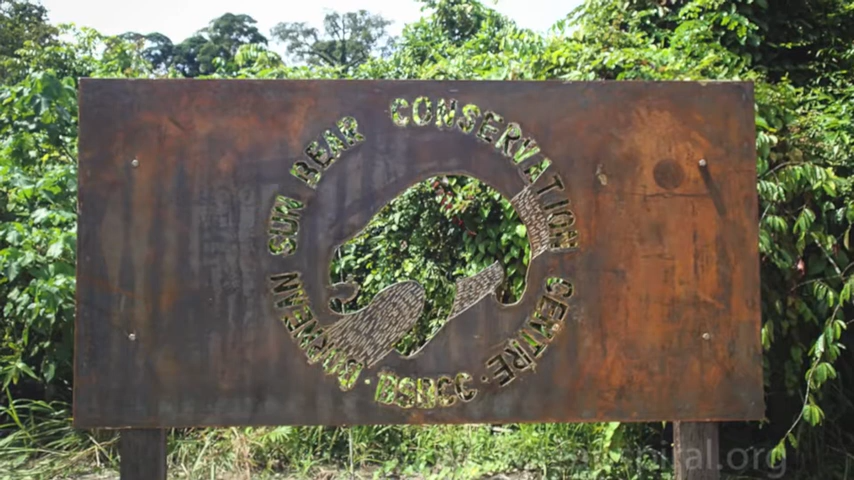 BORNEAN SUN BEAR CONSERVATION CENTRE
· BSBCC ·